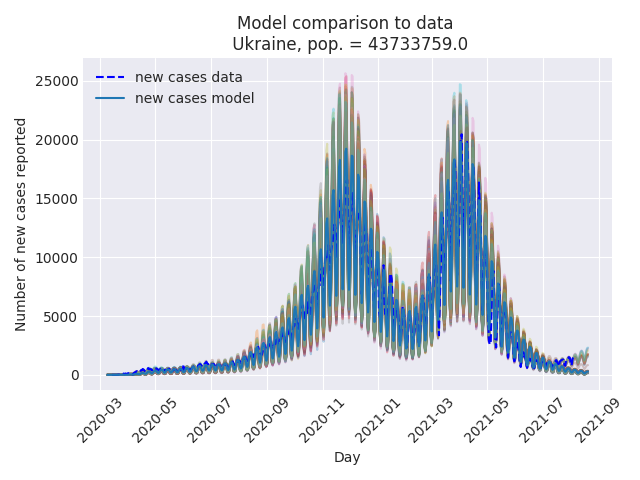 Model comparison to data
Ukraine, pop. = 43733759.0
new cases data
new cases model
Number of new cases reported
25000
20000
15000
10000
5000
0
2020-03
2020-05
2020-07
2020-09
2020-11
2021-01
2021-03
2021-05
2021-07
2021-09
Day